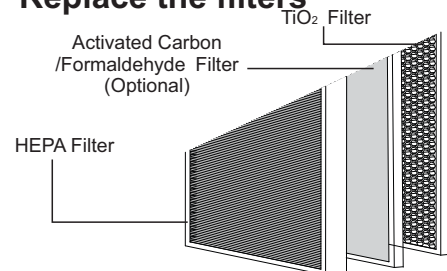 Replace the filters
TiO₂ Filter
Activated Carbon
/Formaldehyde Filter
(Optional)
HEPA Filter